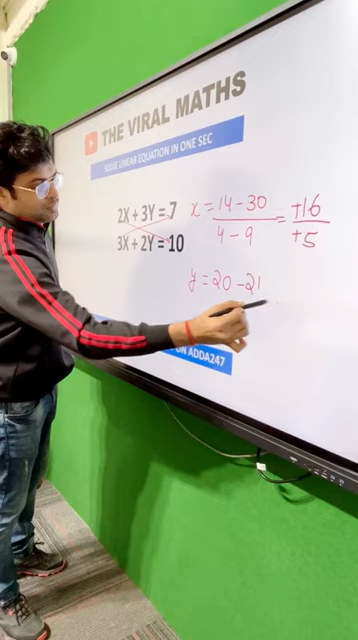 THE VIRAL MATHS
SOLVE LINEAR EQUATION IN ONE SEC
2X + 3Y = 7
3X + 2Y = 10
x = 14 - 30 / 4 - 9 = +16 / +5
y = 20 - 21
ON ADDA247